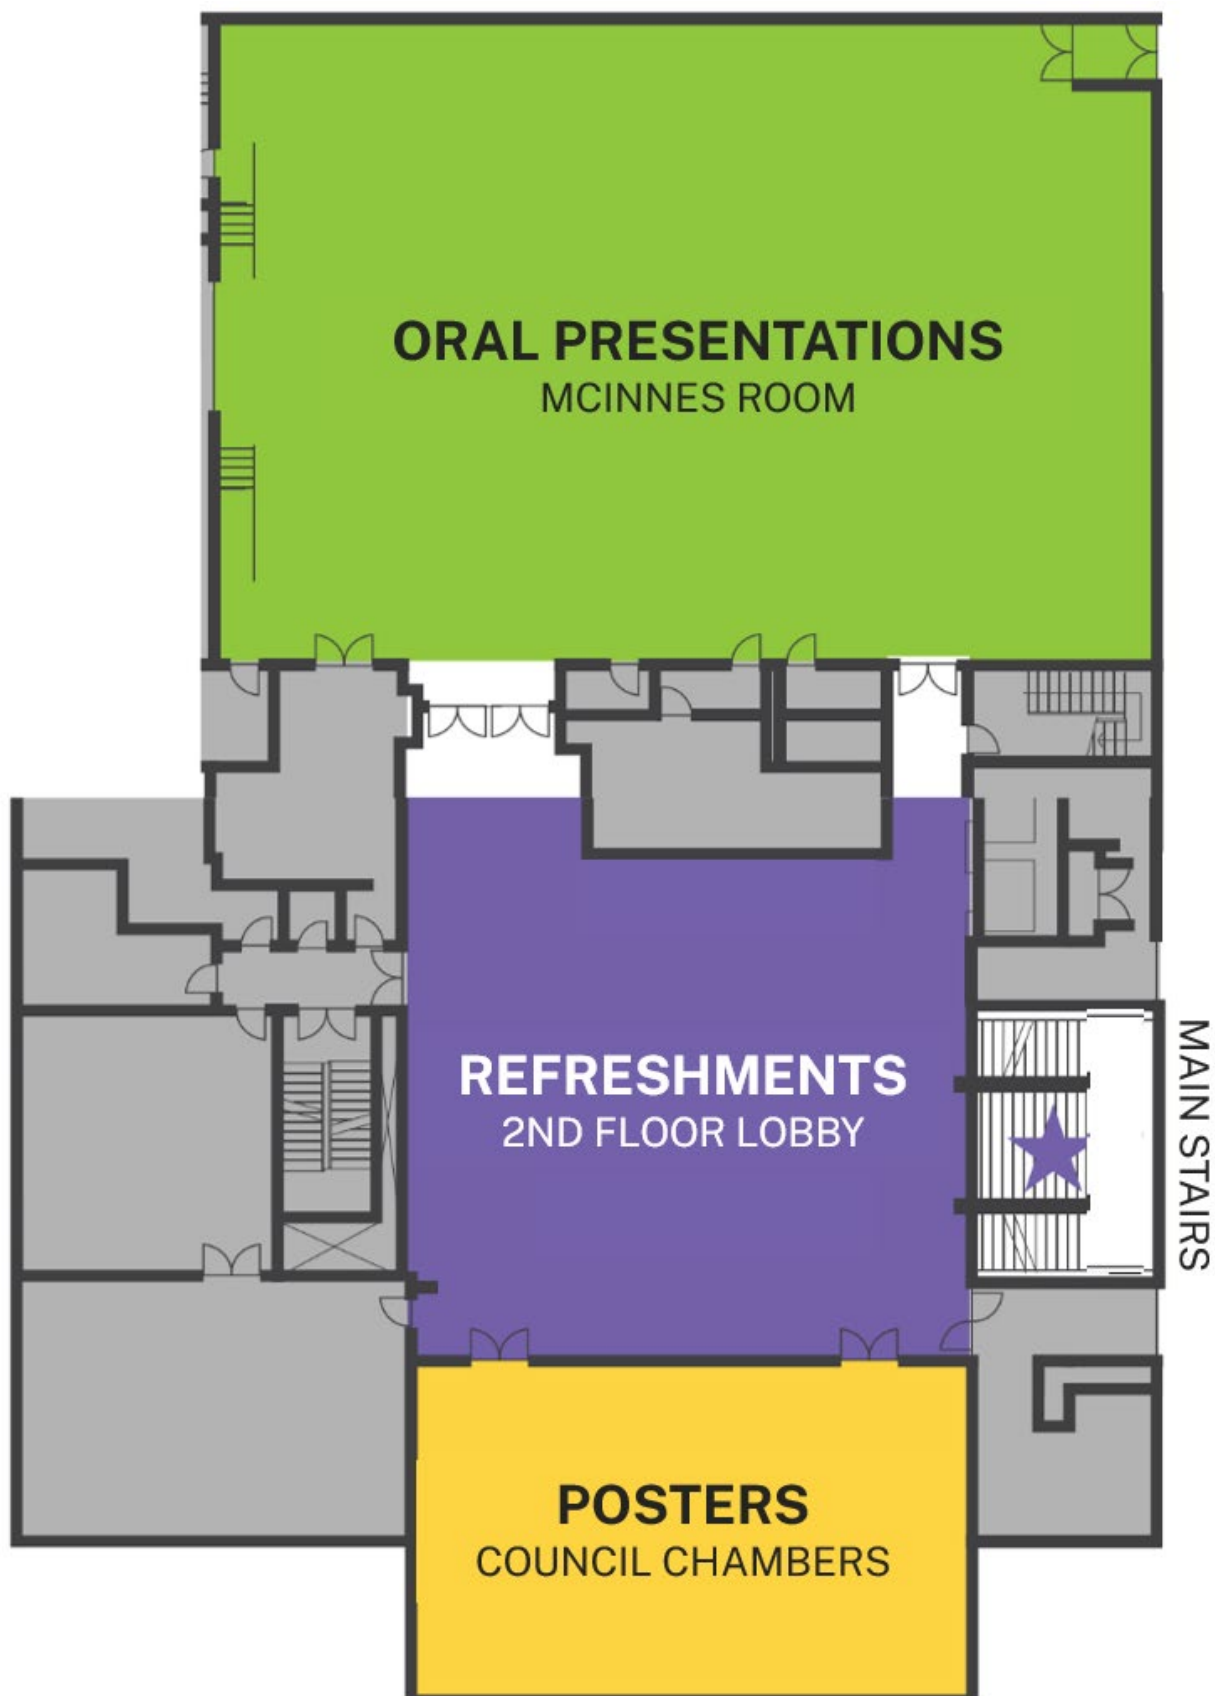 ORAL PRESENTATIONS
MCINNES ROOM
REFRESHMENTS
2ND FLOOR LOBBY
MAIN STAIRS
POSTERS
COUNCIL CHAMBERS